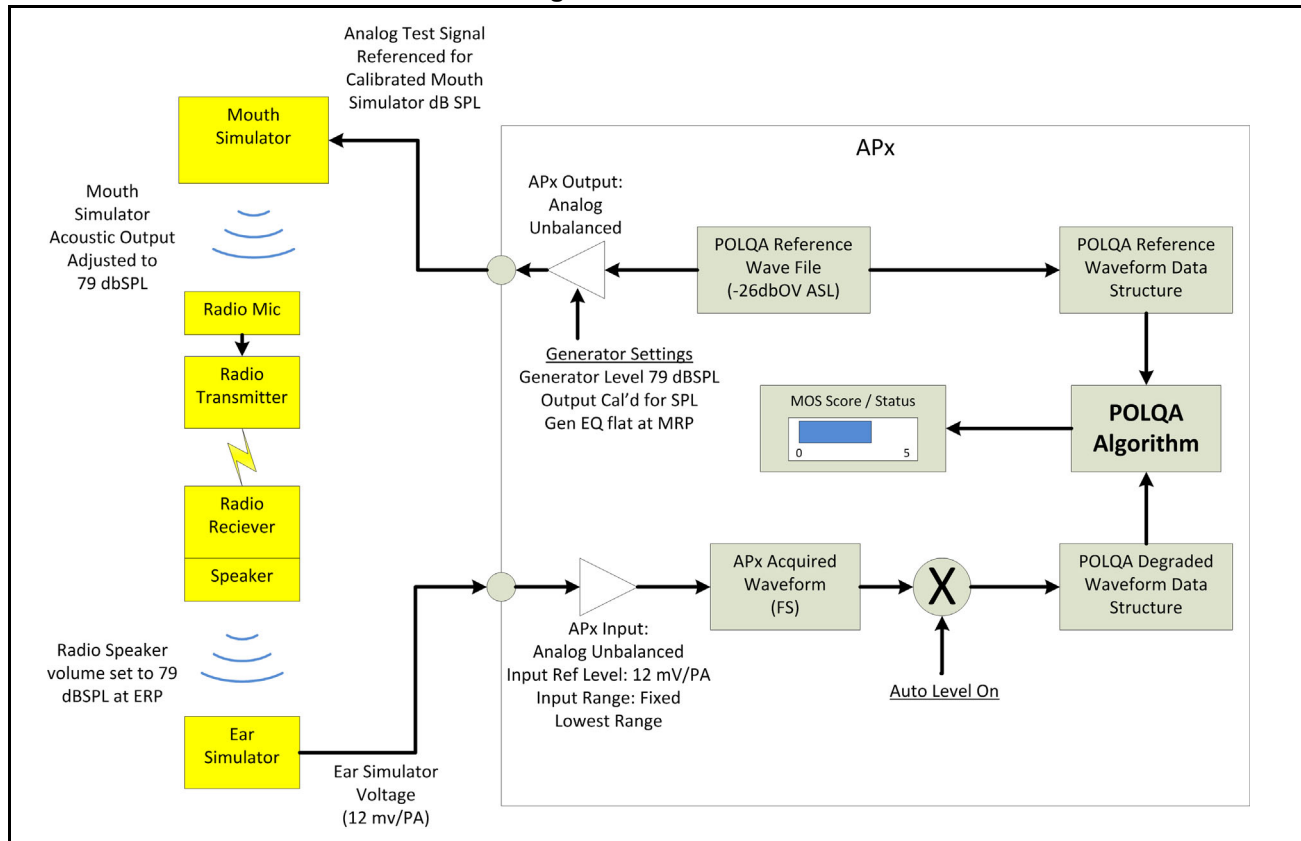 Analog Test Signal
Referenced for
Calibrated Mouth
Simulator dB SPL
Mouth
Simulator
APx
Mouth
Simulator
Acoustic Output
Adjusted to
79 dbSPL
APx Output:
Analog
Unbalanced
POLQA Reference
Wave File
(-26dbOV ASL)
POLQA Reference
Waveform Data
Structure
Radio Mic
Radio
Transmitter
Generator Settings
Generator Level 79 dBSPL
Output Cal’d for SPL
Gen EQ flat at MRP
MOS Score / Status
0 5
POLQA
Algorithm
Radio
Reciever
Speaker
APx Acquired
Waveform
(FS)
X
POLQA Degraded
Waveform Data
Structure
Radio Speaker
volume set to 79
dBSPL at ERP
APx Input:
Analog Unbalanced
Input Ref Level: 12 mV/PA
Input Range: Fixed
Lowest Range
Auto Level On
Ear
Simulator
Ear Simulator
Voltage
(12 mv/PA)